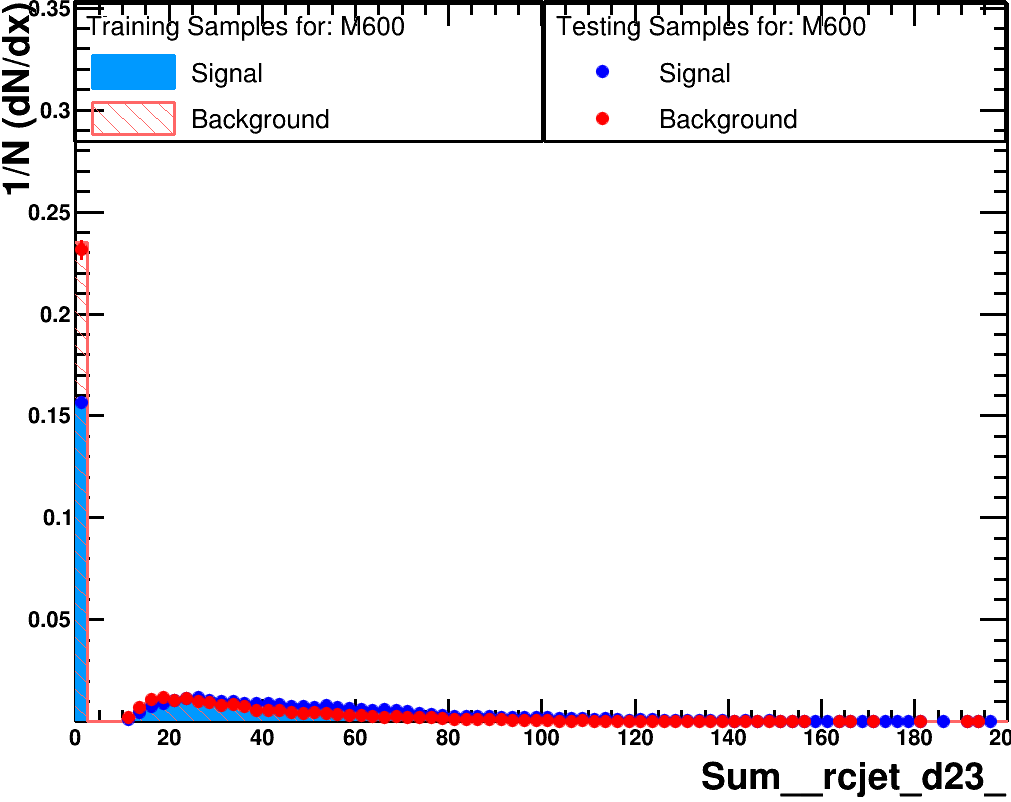 0.35
Training Samples for: M600
Testing Samples for: M600
1/N (dN/dx)
Signal
Signal
0.3
Background
Background
0.25
0.2
0.15
0.1
0.05
0 20 40 60 80 100 120 140 160 180 20
Sum__rcjet_d23_